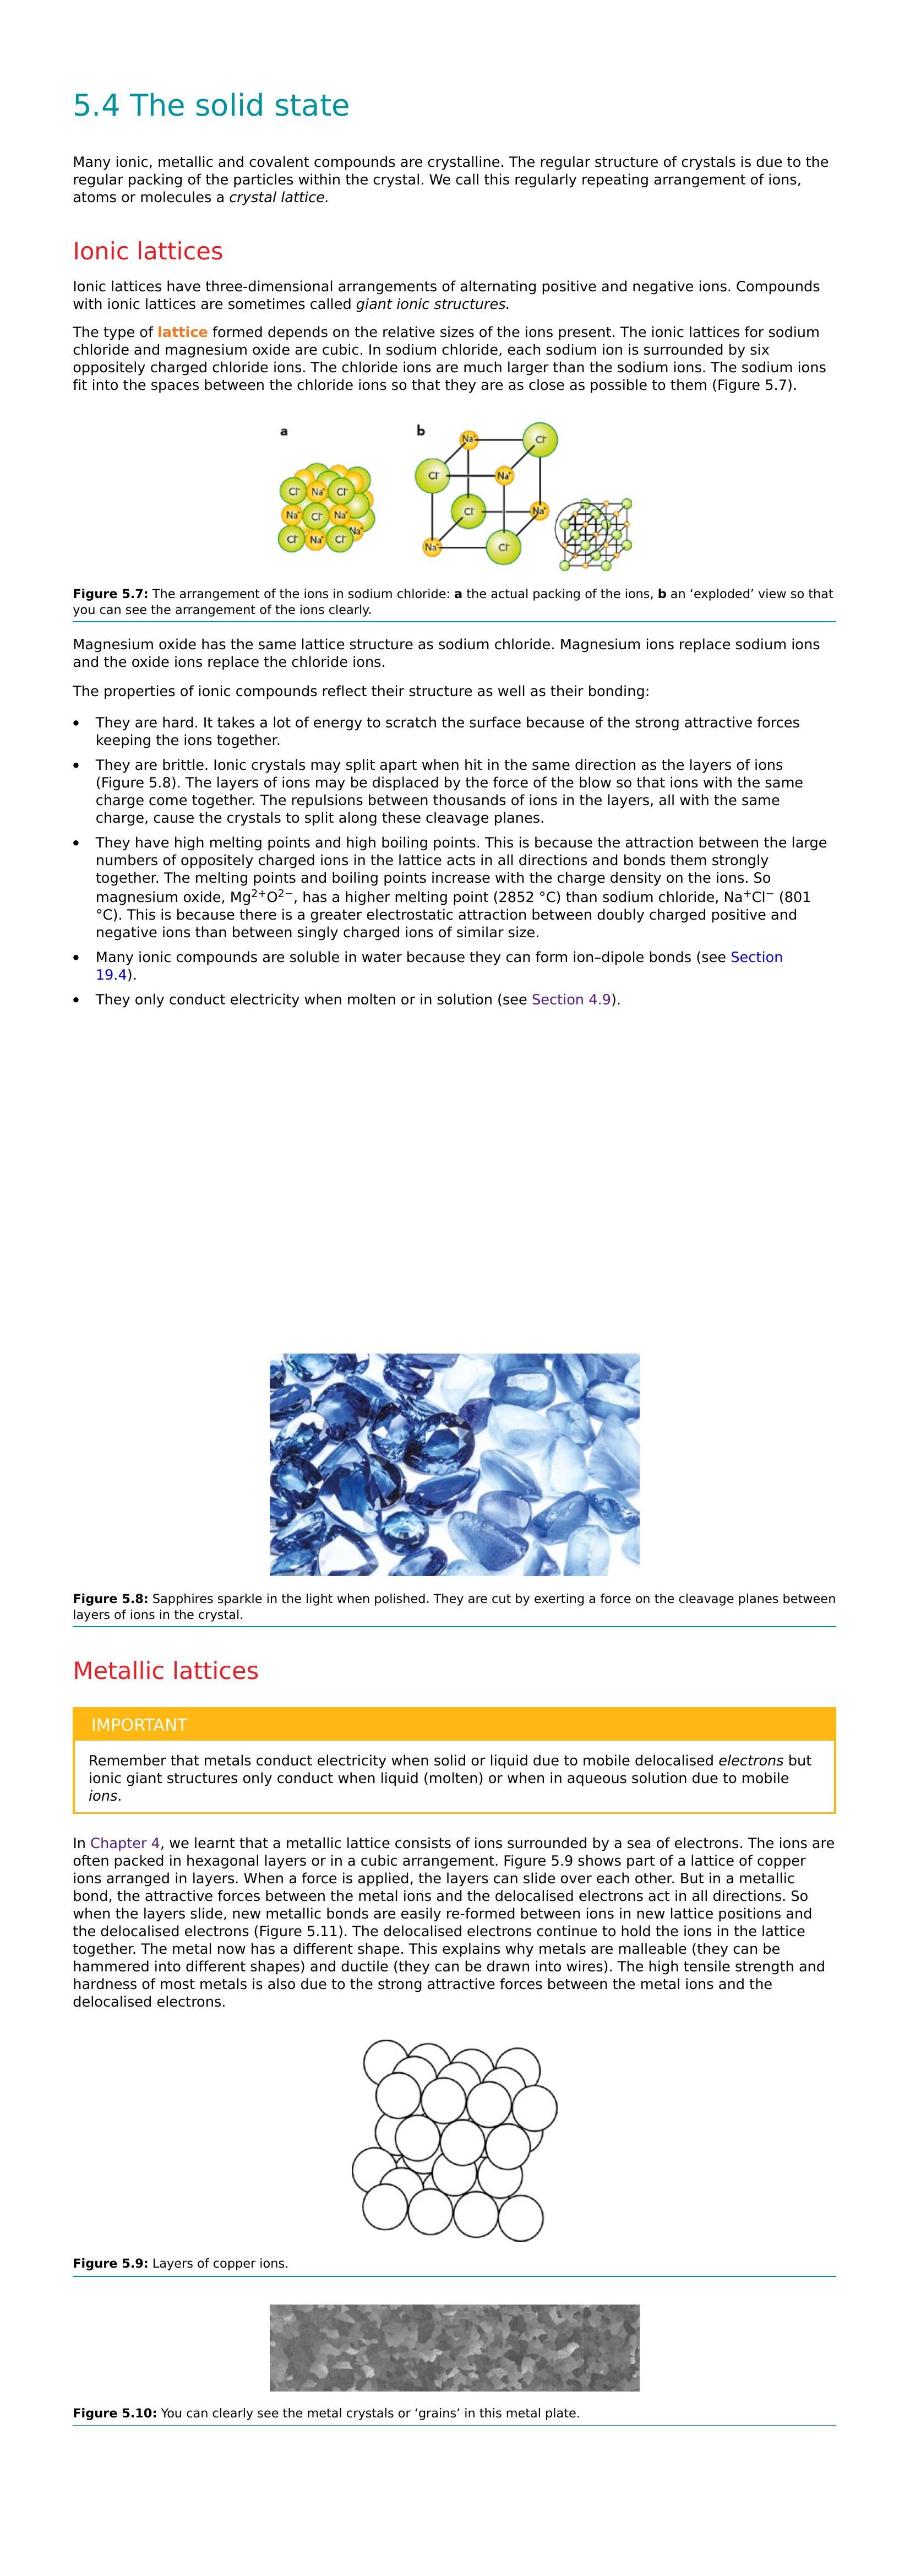 5.4 The solid state
Many ionic, metallic and covalent compounds are crystalline. The regular structure of crystals is due to the
regular packing of the particles within the crystal. We call this regularly repeating arrangement of ions,
atoms or molecules a crystal lattice.
Ionic lattices
Ionic lattices have three-dimensional arrangements of alternating positive and negative ions. Compounds
with ionic lattices are sometimes called giant ionic structures.
The type of lattice formed depends on the relative sizes of the ions present. The ionic lattices for sodium
chloride and magnesium oxide are cubic. In sodium chloride, each sodium ion is surrounded by six
oppositely charged chloride ions. The chloride ions are much larger than the sodium ions. The sodium ions
fit into the spaces between the chloride ions so that they are as close as possible to them (Figure 5.7).
a
Cl⁻ Na⁺ Cl⁻
Na⁺ Cl⁻ Na⁺ Na⁺
Cl⁻ Na⁺ Cl⁻
b
Na⁺ Cl⁻
Cl⁻ Na⁺
Cl⁻ Na⁺
Na⁺ Cl⁻
Figure 5.7: The arrangement of the ions in sodium chloride: a the actual packing of the ions, b an ‘exploded’ view so that
you can see the arrangement of the ions clearly.
Magnesium oxide has the same lattice structure as sodium chloride. Magnesium ions replace sodium ions
and the oxide ions replace the chloride ions.
The properties of ionic compounds reflect their structure as well as their bonding:
• They are hard. It takes a lot of energy to scratch the surface because of the strong attractive forces
keeping the ions together.
• They are brittle. Ionic crystals may split apart when hit in the same direction as the layers of ions
(Figure 5.8). The layers of ions may be displaced by the force of the blow so that ions with the same
charge come together. The repulsions between thousands of ions in the layers, all with the same
charge, cause the crystals to split along these cleavage planes.
• They have high melting points and high boiling points. This is because the attraction between the large
numbers of oppositely charged ions in the lattice acts in all directions and bonds them strongly
together. The melting points and boiling points increase with the charge density on the ions. So
magnesium oxide, Mg²⁺O²⁻, has a higher melting point (2852 °C) than sodium chloride, Na⁺Cl⁻ (801
°C). This is because there is a greater electrostatic attraction between doubly charged positive and
negative ions than between singly charged ions of similar size.
• Many ionic compounds are soluble in water because they can form ion–dipole bonds (see Section
19.4).
• They only conduct electricity when molten or in solution (see Section 4.9).
Figure 5.8: Sapphires sparkle in the light when polished. They are cut by exerting a force on the cleavage planes between
layers of ions in the crystal.
Metallic lattices
IMPORTANT
Remember that metals conduct electricity when solid or liquid due to mobile delocalised electrons but
ionic giant structures only conduct when liquid (molten) or when in aqueous solution due to mobile
ions.
In Chapter 4, we learnt that a metallic lattice consists of ions surrounded by a sea of electrons. The ions are
often packed in hexagonal layers or in a cubic arrangement. Figure 5.9 shows part of a lattice of copper
ions arranged in layers. When a force is applied, the layers can slide over each other. But in a metallic
bond, the attractive forces between the metal ions and the delocalised electrons act in all directions. So
when the layers slide, new metallic bonds are easily re-formed between ions in new lattice positions and
the delocalised electrons (Figure 5.11). The delocalised electrons continue to hold the ions in the lattice
together. The metal now has a different shape. This explains why metals are malleable (they can be
hammered into different shapes) and ductile (they can be drawn into wires). The high tensile strength and
hardness of most metals is also due to the strong attractive forces between the metal ions and the
delocalised electrons.
Figure 5.9: Layers of copper ions.
Figure 5.10: You can clearly see the metal crystals or ‘grains’ in this metal plate.